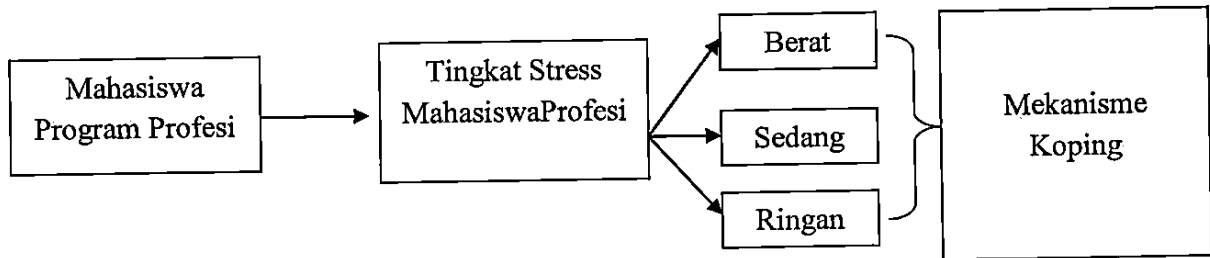 Mahasiswa
Program Profesi
Tingkat Stress
MahasiswaProfesi
Berat
Sedang
Ringan
Mekanisme
Koping